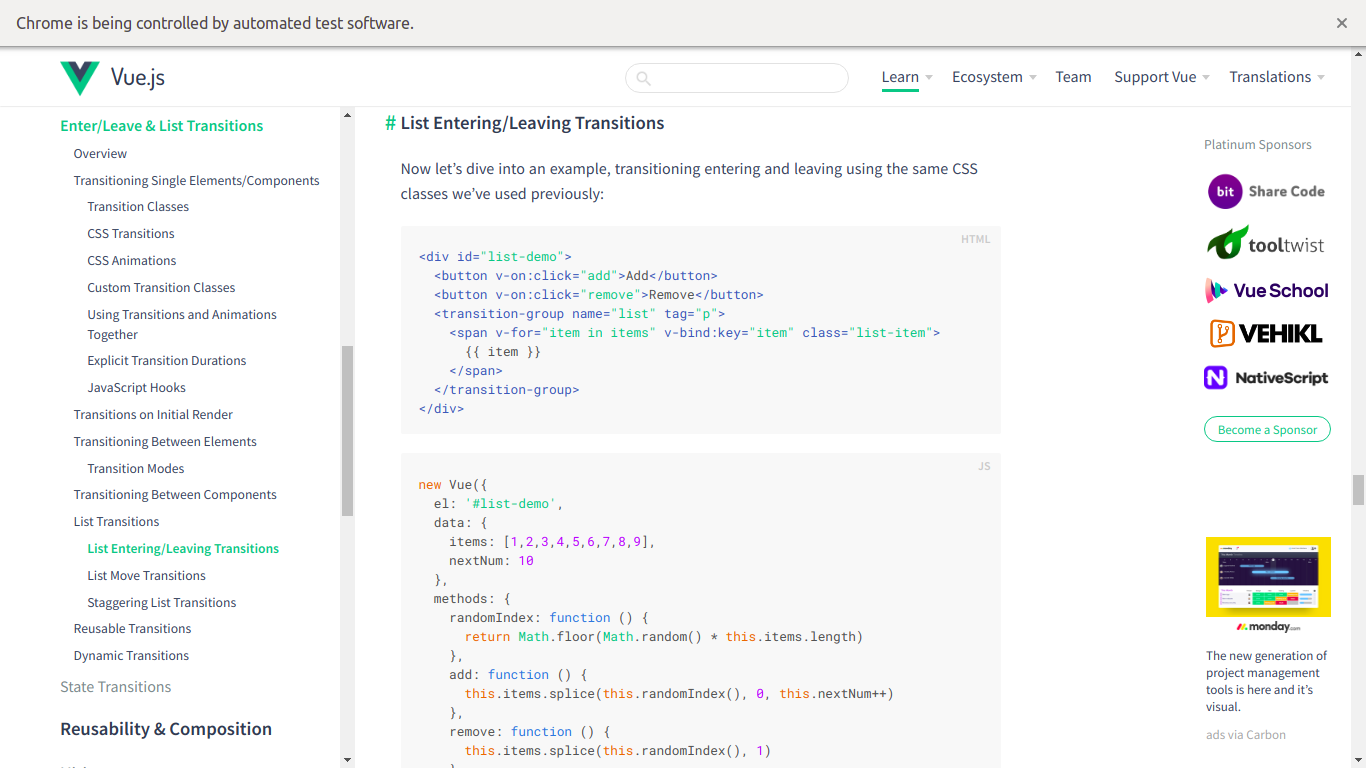 Chrome is being controlled by automated test software.
Vue.js
Learn
Ecosystem
Team
Support Vue
Translations
Enter/Leave & List Transitions
Overview
Transitioning Single Elements/Components
Transition Classes
CSS Transitions
CSS Animations
Custom Transition Classes
Using Transitions and Animations
Together
Explicit Transition Durations
JavaScript Hooks
Transitions on Initial Render
Transitioning Between Elements
Transition Modes
Transitioning Between Components
List Transitions
List Entering/Leaving Transitions
List Move Transitions
Staggering List Transitions
Reusable Transitions
Dynamic Transitions
State Transitions
Reusability & Composition
# List Entering/Leaving Transitions
Now let’s dive into an example, transitioning entering and leaving using the same CSS
classes we’ve used previously:
HTML
<div id="list-demo">
  <button v-on:click="add">Add</button>
  <button v-on:click="remove">Remove</button>
  <transition-group name="list" tag="p">
    <span v-for="item in items" v-bind:key="item" class="list-item">
      {{ item }}
    </span>
  </transition-group>
</div>
JS
new Vue({
  el: '#list-demo',
  data: {
    items: [1,2,3,4,5,6,7,8,9],
    nextNum: 10
  },
  methods: {
    randomIndex: function () {
      return Math.floor(Math.random() * this.items.length)
    },
    add: function () {
      this.items.splice(this.randomIndex(), 0, this.nextNum++)
    },
    remove: function () {
      this.items.splice(this.randomIndex(), 1)
Platinum Sponsors
bit Share Code
tooltwist
Vue School
VEHIKL
NativeScript
Become a Sponsor
monday.com
The new generation of
project management
tools is here and it’s
visual.
ads via Carbon